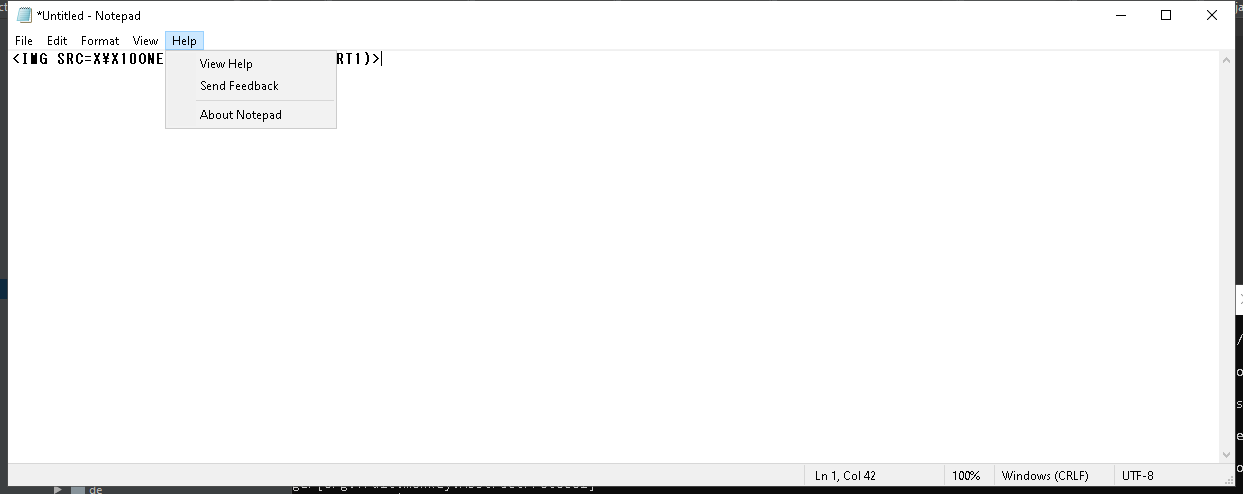 *Untitled - Notepad
File Edit Format View Help
<IMG SRC=X¥X10ONE RT1)>
View Help
Send Feedback
About Notepad
Ln 1, Col 42 100% Windows (CRLF) UTF-8
de